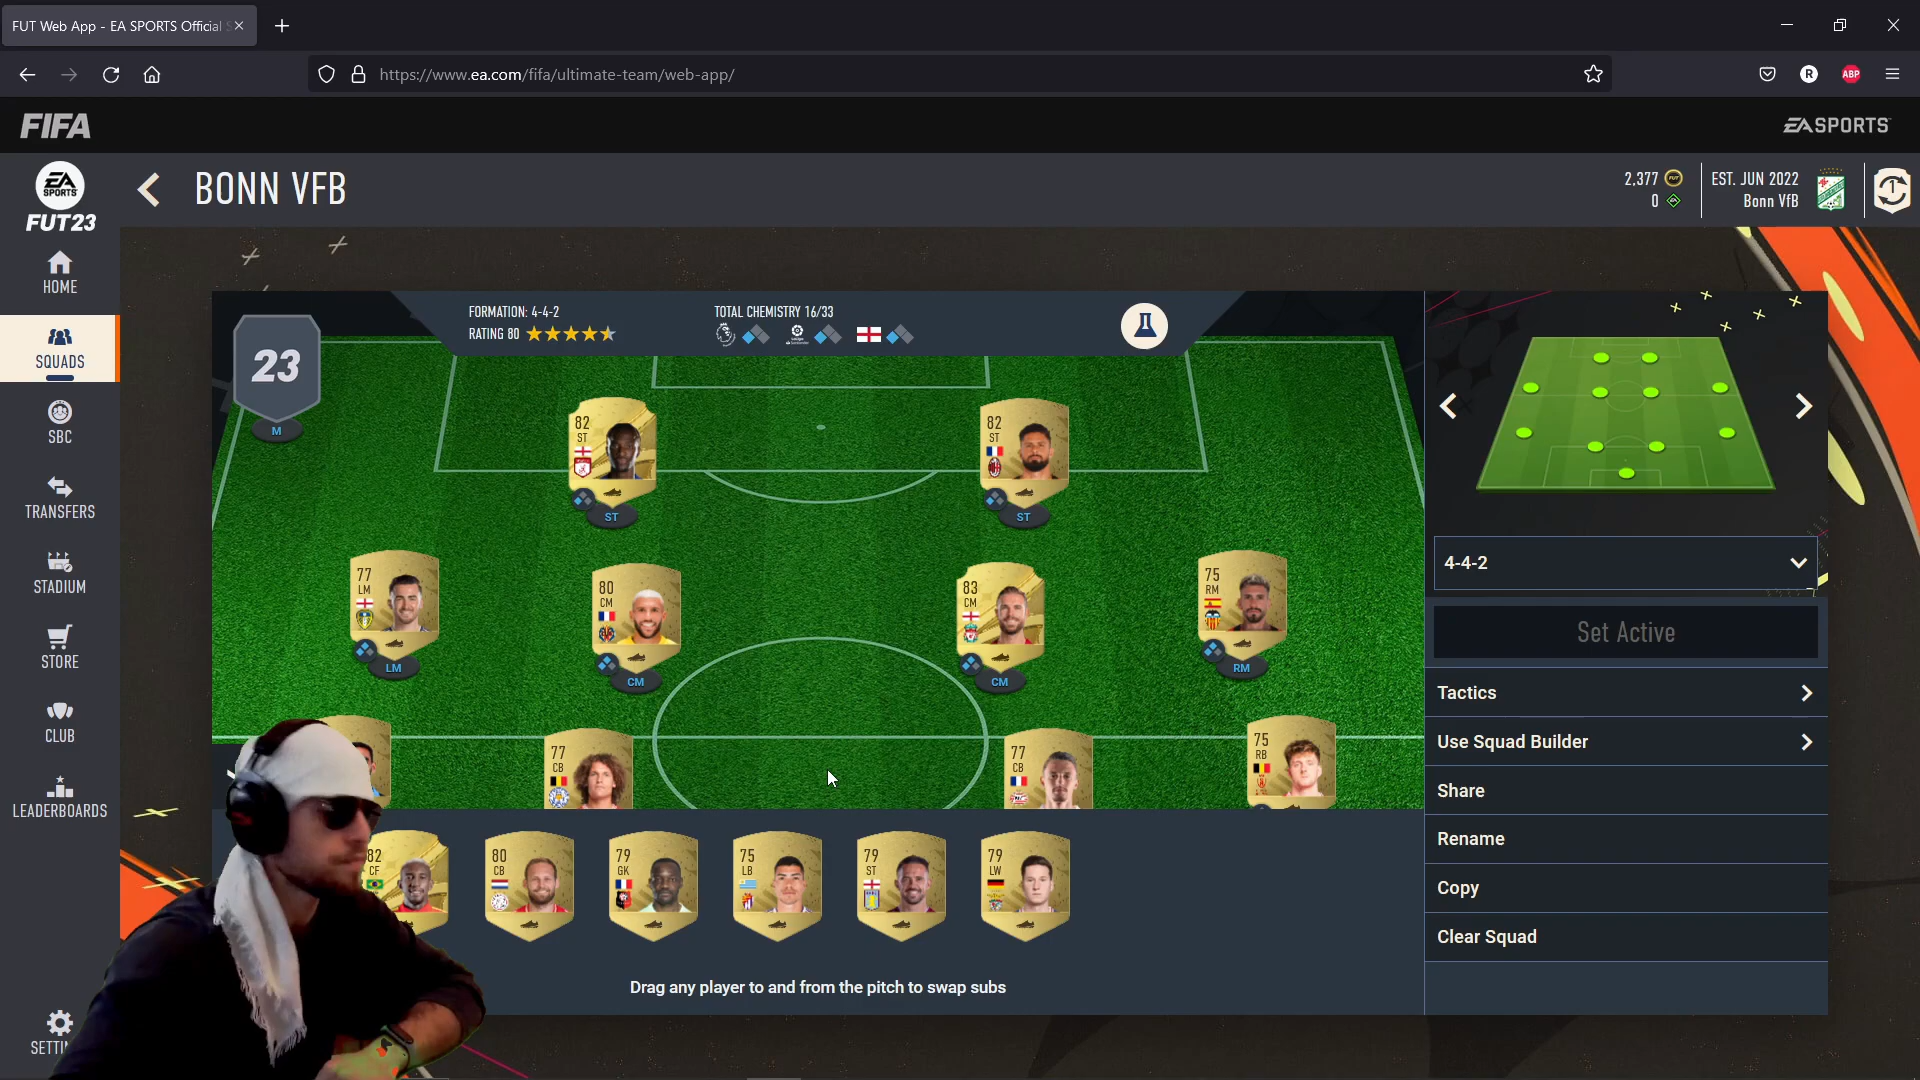 FUT Web App - EA SPORTS Official
https://www.ea.com/fifa/ultimate-team/web-app/
R
ABP
FIFA
EA SPORTS
EA SPORTS
FUT23
BONN VFB
2,377
0
EST. JUN 2022
Bonn VfB
1
HOME
SQUADS
SBC
TRANSFERS
STADIUM
STORE
CLUB
LEADERBOARDS
23
M
FORMATION: 4-4-2
RATING 80
TOTAL CHEMISTRY 16/33
82
ST
ST
82
ST
ST
77
LM
LM
80
CM
CM
83
CM
CM
75
RM
RM
77
CB
77
CB
75
RB
82
CF
80
CB
79
GK
75
LB
79
ST
79
LW
Drag any player to and from the pitch to swap subs
4-4-2
Set Active
Tactics
Use Squad Builder
Share
Rename
Copy
Clear Squad